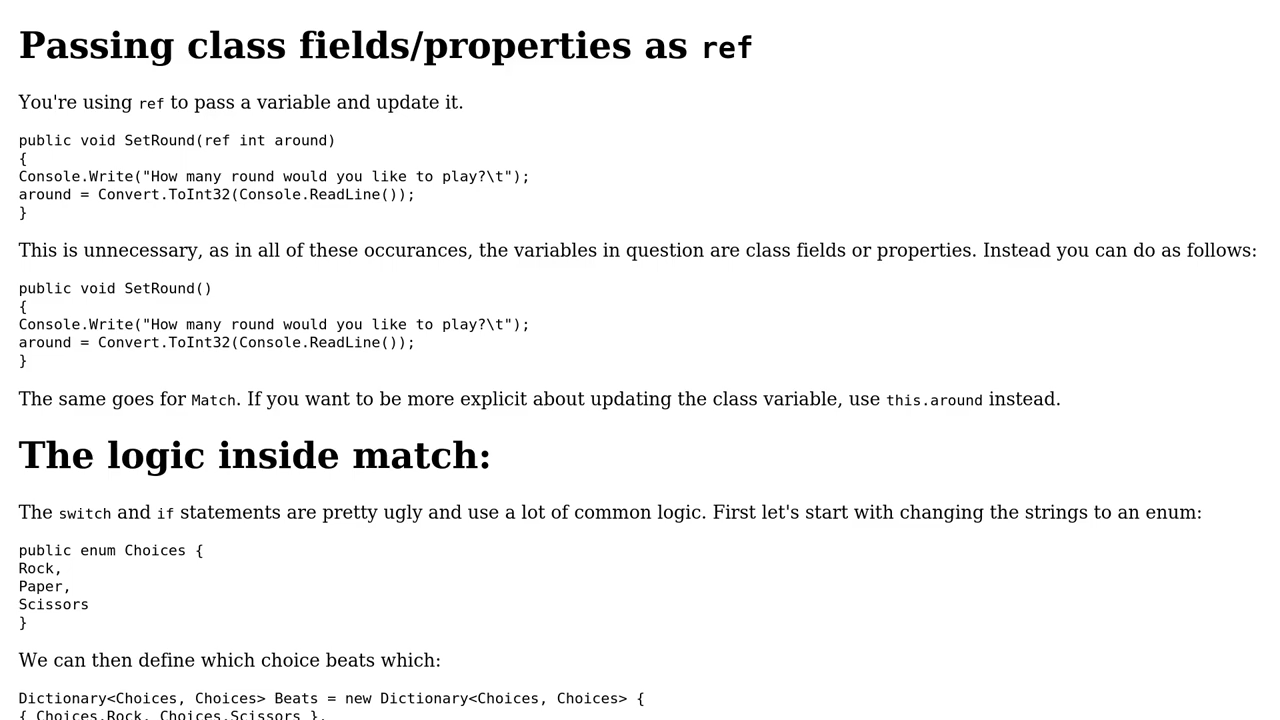 Passing class fields/properties as ref
You're using ref to pass a variable and update it.
public void SetRound(ref int around)
{
Console.Write("How many round would you like to play?\t");
around = Convert.ToInt32(Console.ReadLine());
}
This is unnecessary, as in all of these occurances, the variables in question are class fields or properties. Instead you can do as follows:
public void SetRound()
{
Console.Write("How many round would you like to play?\t");
around = Convert.ToInt32(Console.ReadLine());
}
The same goes for Match. If you want to be more explicit about updating the class variable, use this.around instead.
The logic inside match:
The switch and if statements are pretty ugly and use a lot of common logic. First let's start with changing the strings to an enum:
public enum Choices {
Rock,
Paper,
Scissors
}
We can then define which choice beats which:
Dictionary<Choices, Choices> Beats = new Dictionary<Choices, Choices> {
{ Choices.Rock, Choices.Scissors },